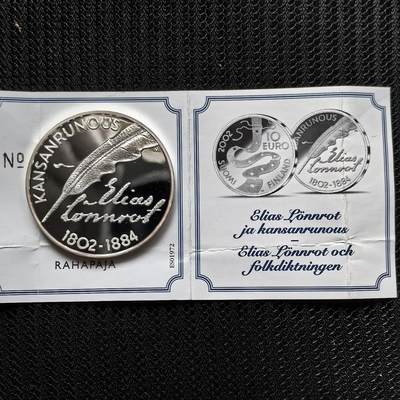 Nº
KANSANRUNOUS
Elias
Lönnrot
1802-1884
RAHAPAJA
ES01972
SUOMI 2002
10
EURO
FINLAND
KANSANRUNOUS
Elias
Lönnrot
1802-1884
Elias Lönnrot
ja kansanrunous
–
Elias Lönnrot och
folkdiktningen